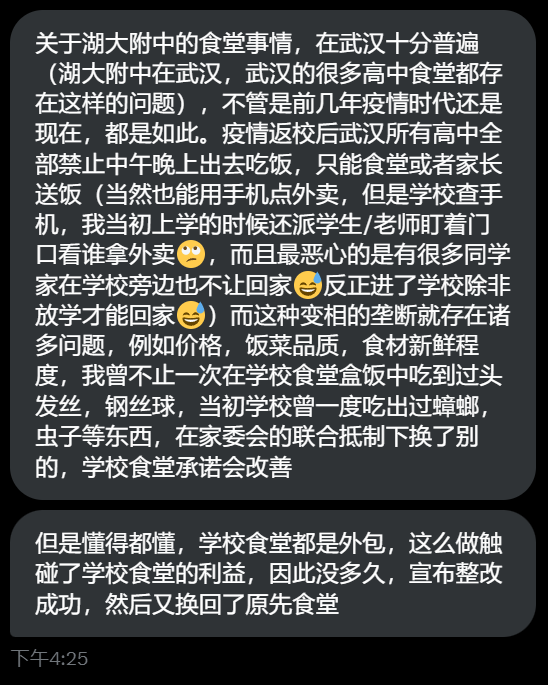 关于湖大附中的食堂事情，在武汉十分普遍
（湖大附中在武汉，武汉的很多高中食堂都存
在这样的问题），不管是前几年疫情时代还是
现在，都是如此。疫情返校后武汉所有高中全
部禁止中午晚上出去吃饭，只能食堂或者家长
送饭（当然也能用手机点外卖，但是学校查手
机，我当初上学的时候还派学生/老师盯着门
口看谁拿外卖🙄，而且最恶心的是有很多同学
家在学校旁边也不让回家😅反正进了学校除非
放学才能回家😅）而这种变相的垄断就存在诸
多问题，例如价格，饭菜品质，食材新鲜程
度，我曾不止一次在学校食堂盒饭中吃到过头
发丝，钢丝球，当初学校曾一度吃出过蟑螂，
虫子等东西，在家委会的联合抵制下换了别
的，学校食堂承诺会改善
但是懂得都懂，学校食堂都是外包，这么做触
碰了学校食堂的利益，因此没多久，宣布整改
成功，然后又换回了原先食堂
下午4:25